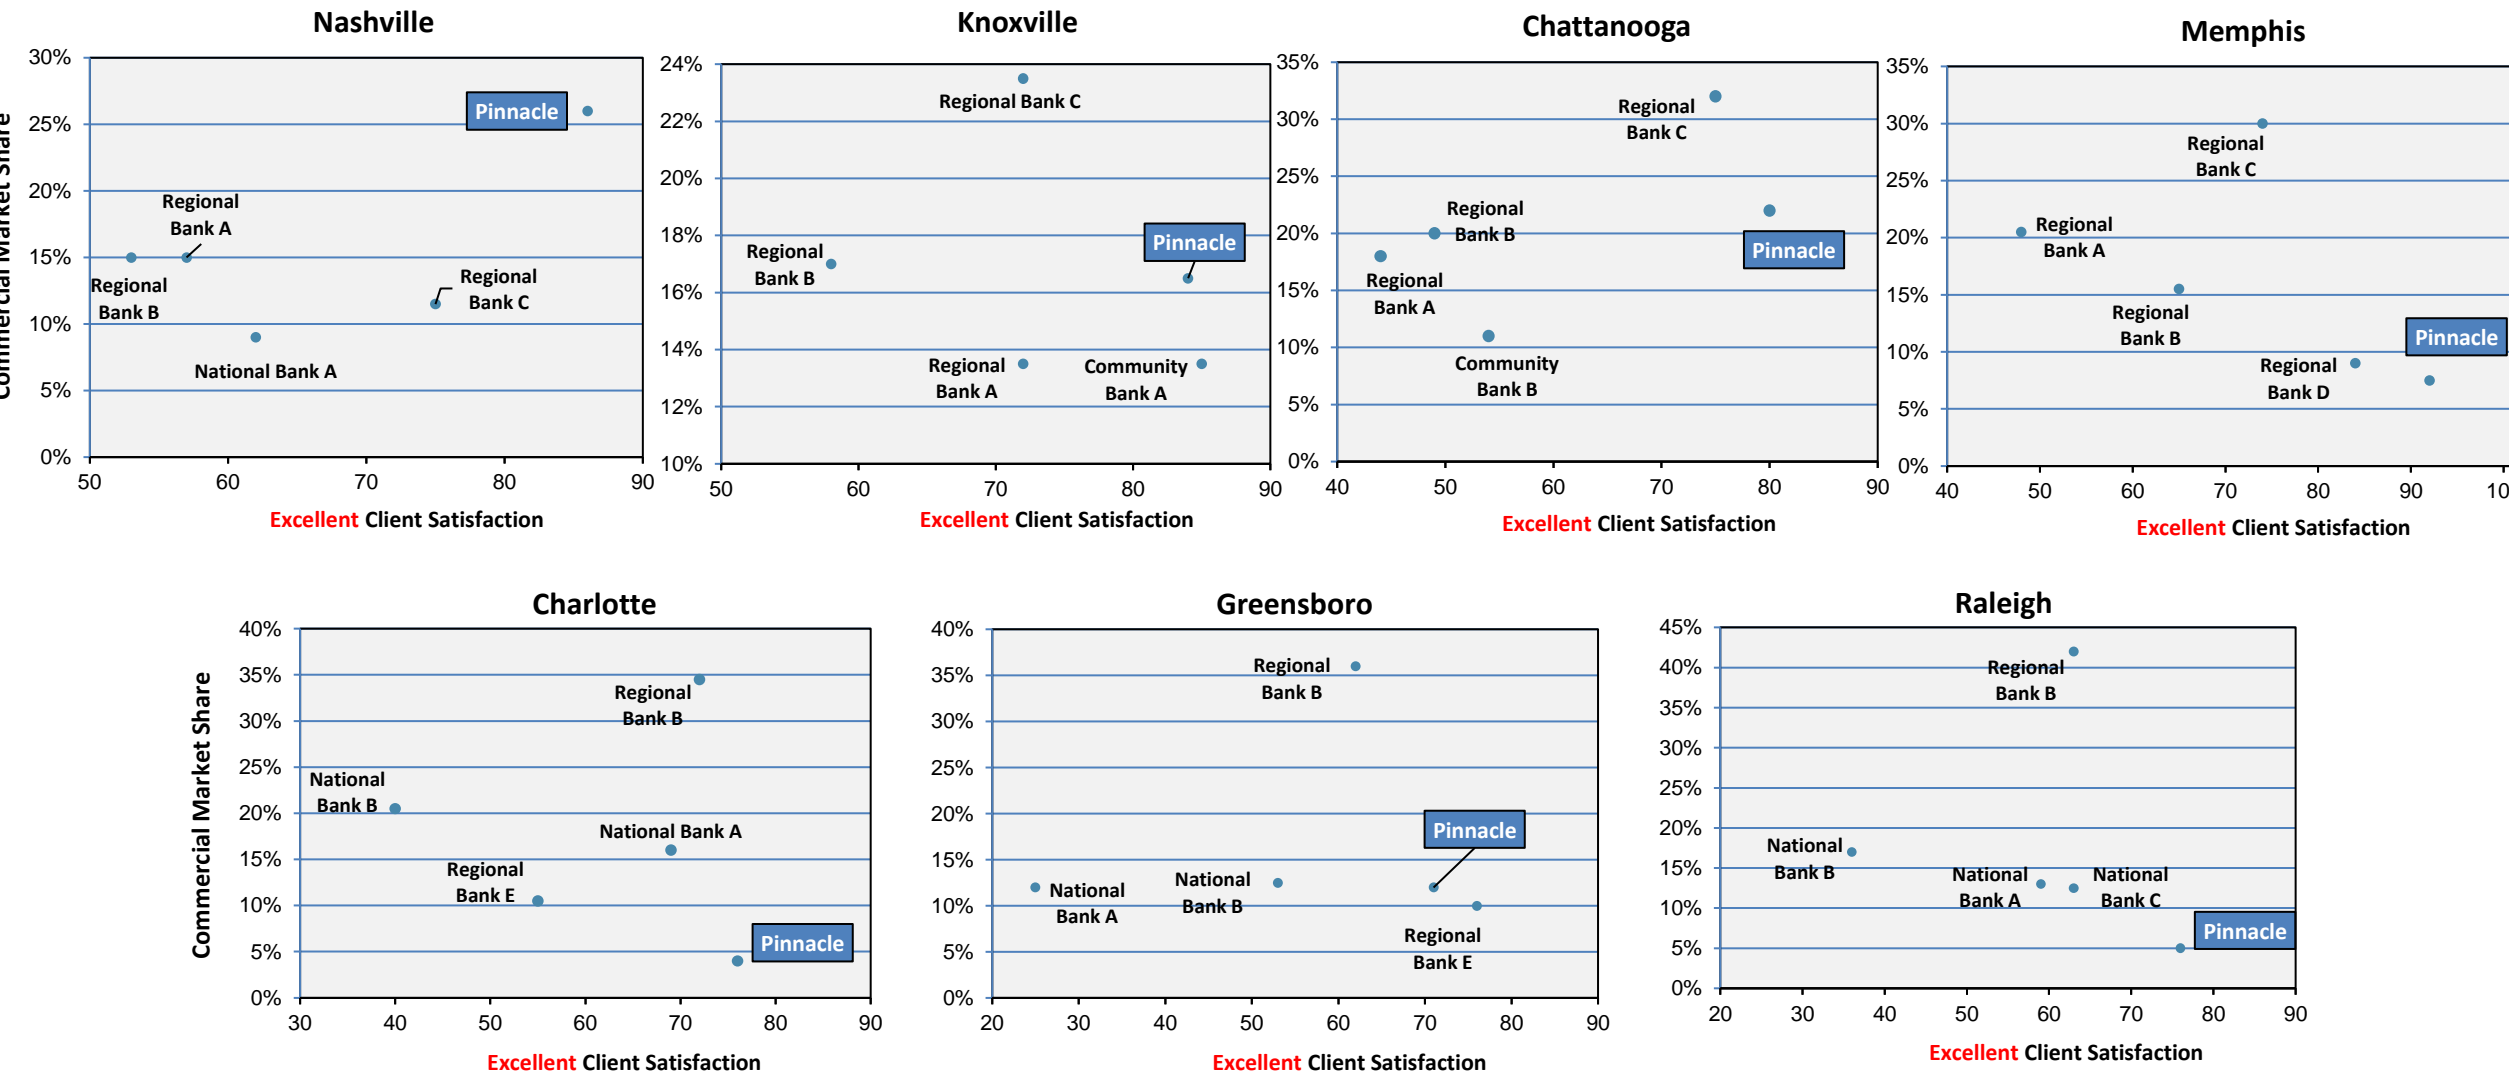 Nashville
Knoxville
Chattanooga
Memphis
30%
25%
20%
15%
10%
5%
0%
Commercial Market Share
Pinnacle
Regional
Bank A
Regional
Bank B
Regional
Bank C
National Bank A
50
60
70
80
90
Excellent Client Satisfaction
24%
22%
20%
18%
16%
14%
12%
10%
Regional Bank C
Regional
Bank B
Pinnacle
Regional
Bank A
Community
Bank A
50
60
70
80
90
Excellent Client Satisfaction
35%
30%
25%
20%
15%
10%
5%
0%
Regional
Bank C
Regional
Bank B
Pinnacle
Regional
Bank A
Community
Bank B
40
50
60
70
80
90
Excellent Client Satisfaction
35%
30%
25%
20%
15%
10%
5%
0%
Regional
Bank C
Regional
Bank A
Regional
Bank B
Pinnacle
Regional
Bank D
40
50
60
70
80
90
10
Excellent Client Satisfaction
Charlotte
Greensboro
Raleigh
Commercial Market Share
40%
35%
30%
25%
20%
15%
10%
5%
0%
Regional
Bank B
National
Bank B
National Bank A
Regional
Bank E
Pinnacle
30
40
50
60
70
80
90
Excellent Client Satisfaction
40%
35%
30%
25%
20%
15%
10%
5%
0%
Regional
Bank B
Pinnacle
National
Bank A
National
Bank B
Regional
Bank E
20
30
40
50
60
70
80
90
Excellent Client Satisfaction
45%
40%
35%
30%
25%
20%
15%
10%
5%
0%
Regional
Bank B
National
Bank B
National
Bank A
National
Bank C
Pinnacle
20
30
40
50
60
70
80
90
Excellent Client Satisfaction